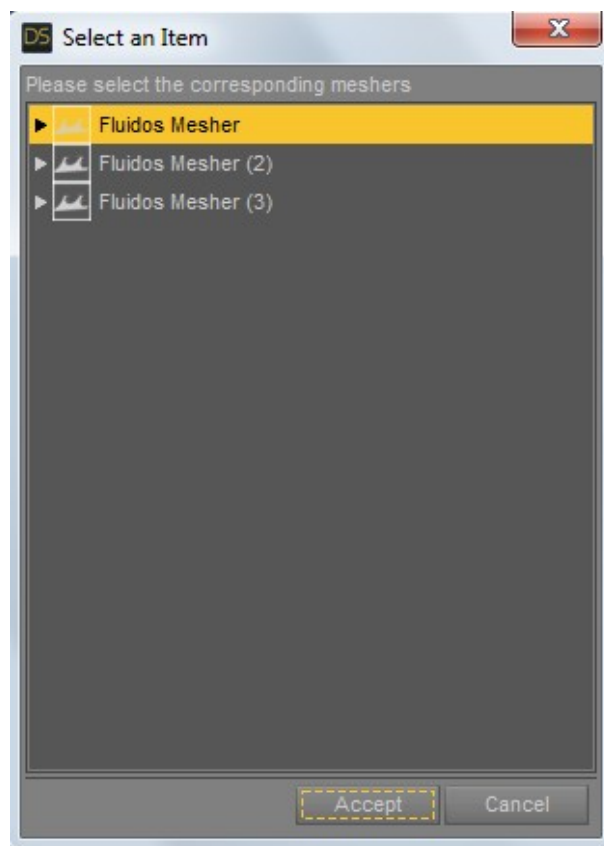 DS Select an Item
Please select the corresponding meshers
Fluidos Mesher
Fluidos Mesher (2)
Fluidos Mesher (3)
Accept Cancel